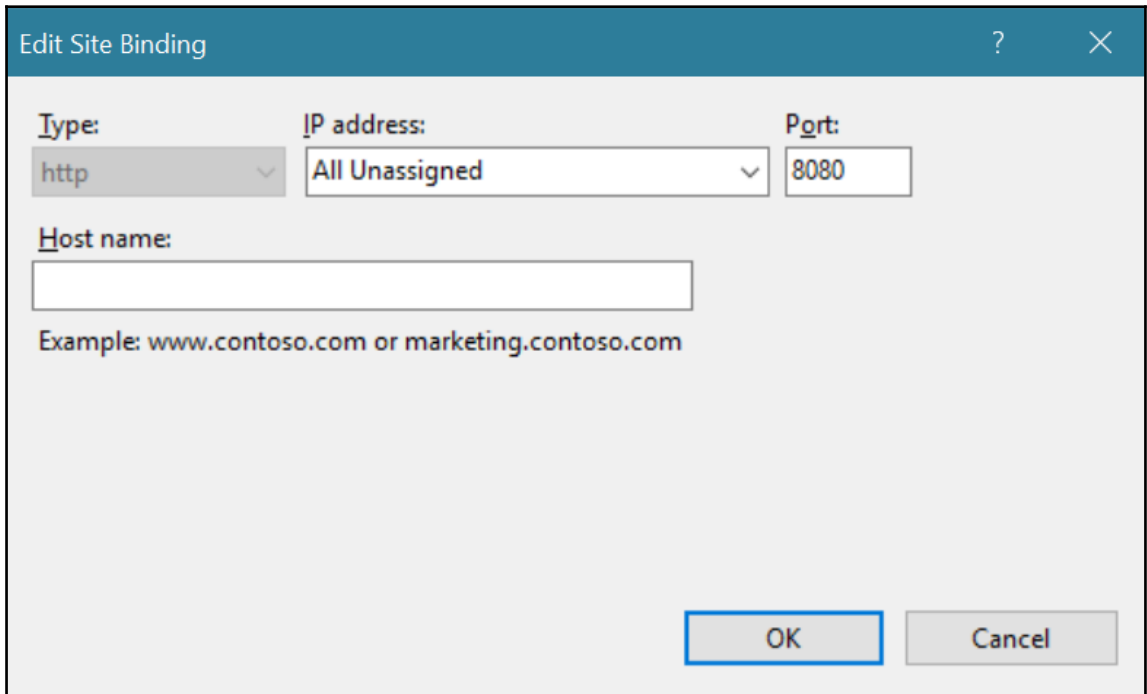 Edit Site Binding ?
Type: IP address: Port:
http All Unassigned 8080
Host name:
Example: www.contoso.com or marketing.contoso.com
OK Cancel